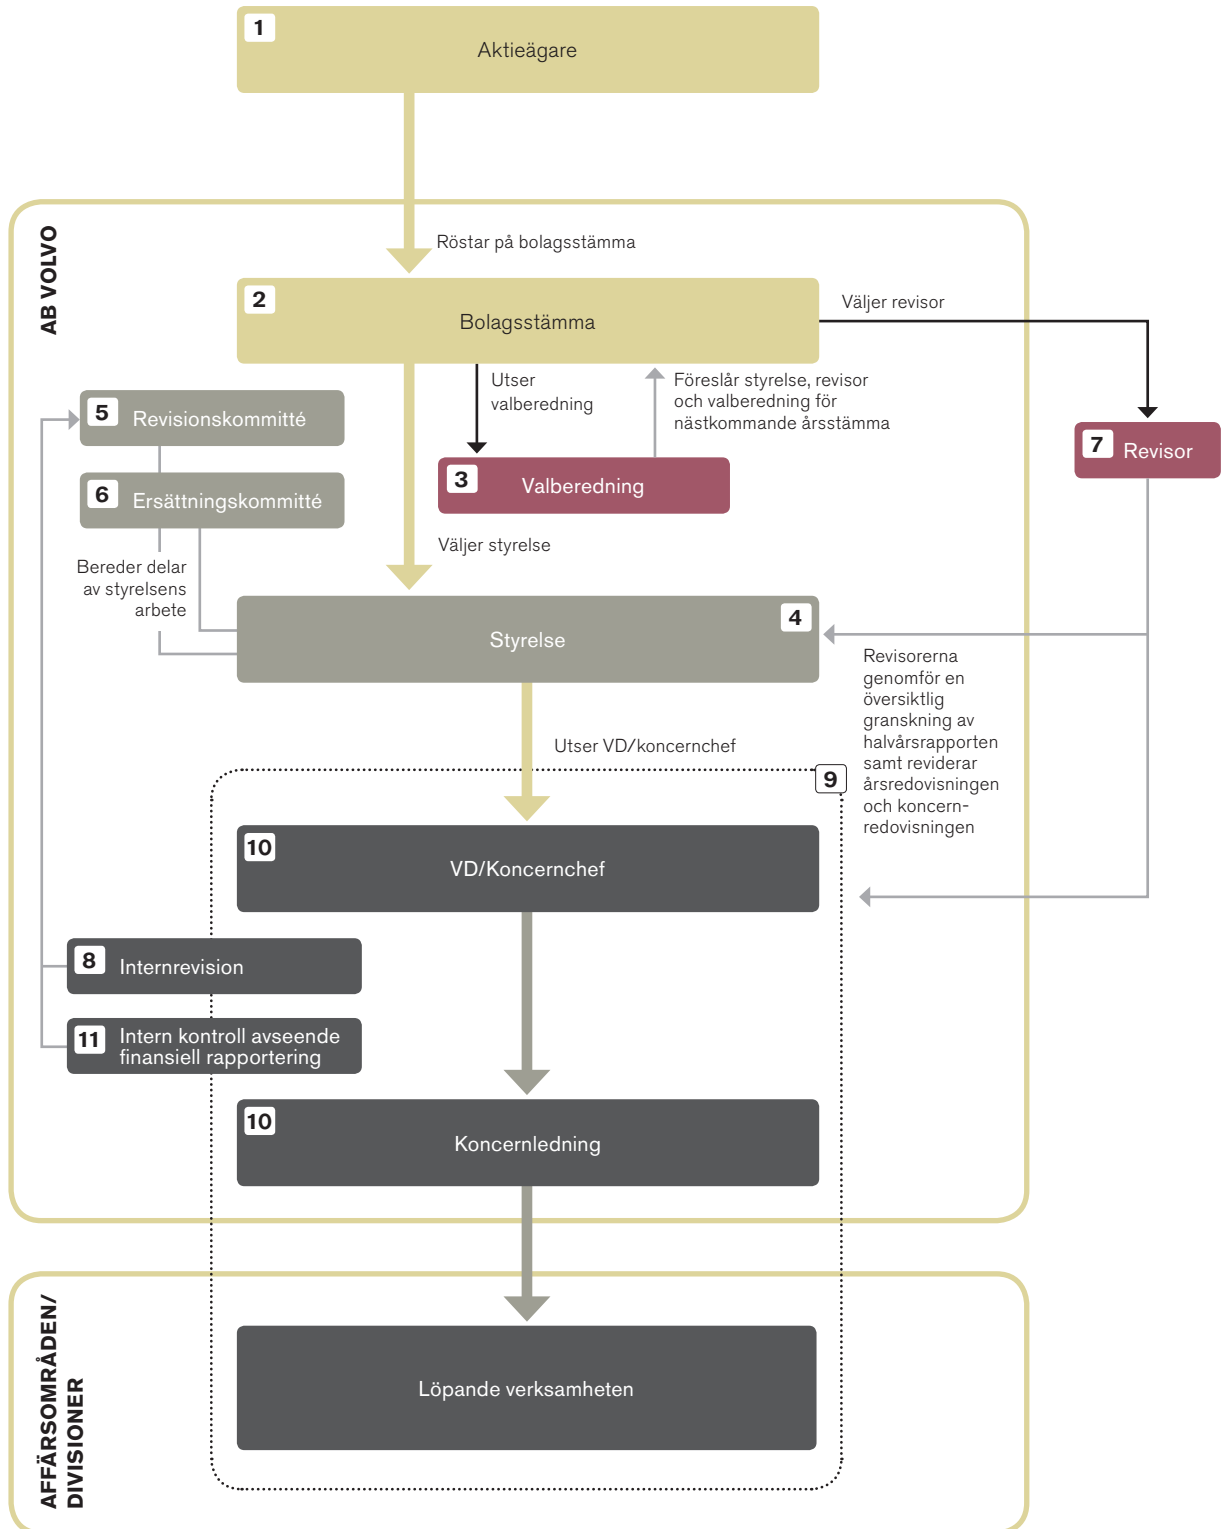 1
Aktieägare
AB VOLVO
Röstar på bolagsstämma
2
Bolagsstämma
Väljer revisor
Utser
valberedning
Föreslår styrelse, revisor
och valberedning för
nästkommande årsstämma
5
Revisionskommitté
7
Revisor
3
Valberedning
6
Ersättningskommitté
Väljer styrelse
Bereder delar
av styrelsens
arbete
4
Styrelse
Revisorerna
genomför en
översiktlig
granskning av
halvårsrapporten
samt reviderar
årsredovisningen
och koncern-
redovisningen
Utser VD/koncernchef
9
10
VD/Koncernchef
8
Internrevision
11
Intern kontroll avseende
finansiell rapportering
10
Koncernledning
AFFÄRSOMRÅDEN/
DIVISIONER
Löpande verksamheten